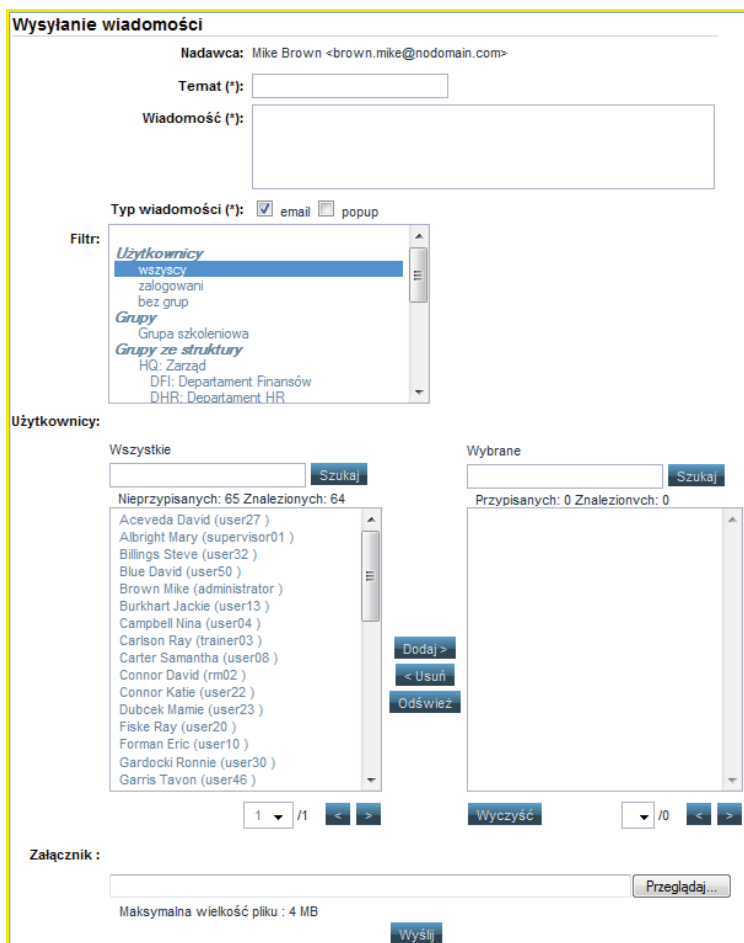 Wysyłanie wiadomości
Nadawca: Mike Brown <brown.mike@nodomain.com>
Temat (*):
Wiadomość (*):
Typ wiadomości (*): email popup
Filtr:
Użytkownicy
wszyscy
zalogowani
bez grup
Grupy
Grupa szkoleniowa
Grupy ze struktury
HQ: Zarząd
DFI: Departament Finansów
DHR: Departament HR
Użytkownicy:
Wszystkie
Szukaj
Nieprzypisanych: 65 Znalezionych: 64
Aceveda David (user27 )
Albright Mary (supervisor01 )
Billings Steve (user32 )
Blue David (user50 )
Brown Mike (administrator )
Burkhart Jackie (user13 )
Campbell Nina (user04 )
Carlson Ray (trainer03 )
Carter Samantha (user08 )
Connor David (rm02 )
Connor Katie (user22 )
Dubcek Mamie (user23 )
Fiske Ray (user20 )
Forman Eric (user10 )
Gardocki Ronnie (user30 )
Garris Tavon (user46 )
1 /1 < >
Dodaj >
< Usuń
Odśwież
Wybrane
Szukaj
Przypisanych: 0 Znalezionych: 0
Wyczyść /0 < >
Załącznik :
Przeglądaj...
Maksymalna wielkość pliku : 4 MB
Wyślij